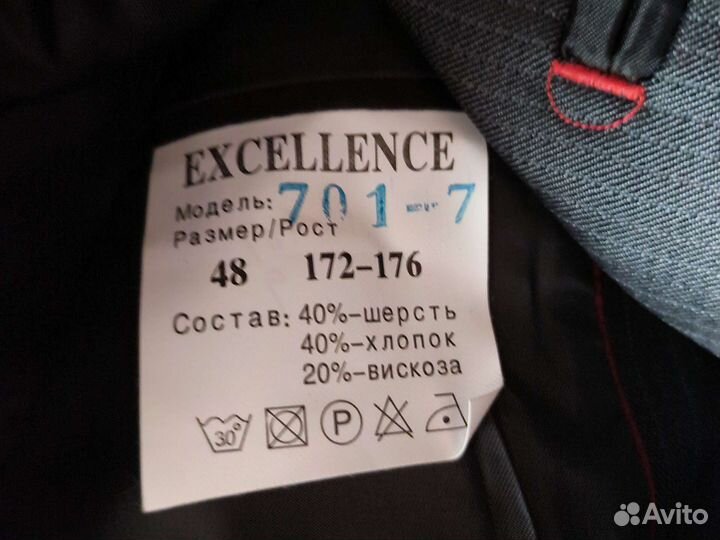 EXCELLENCE
Модель: 701-7
Размер/Рост
48 172-176
Состав: 40%-шерсть
40%-хлопок
20%-вискоза
30° P
Avito